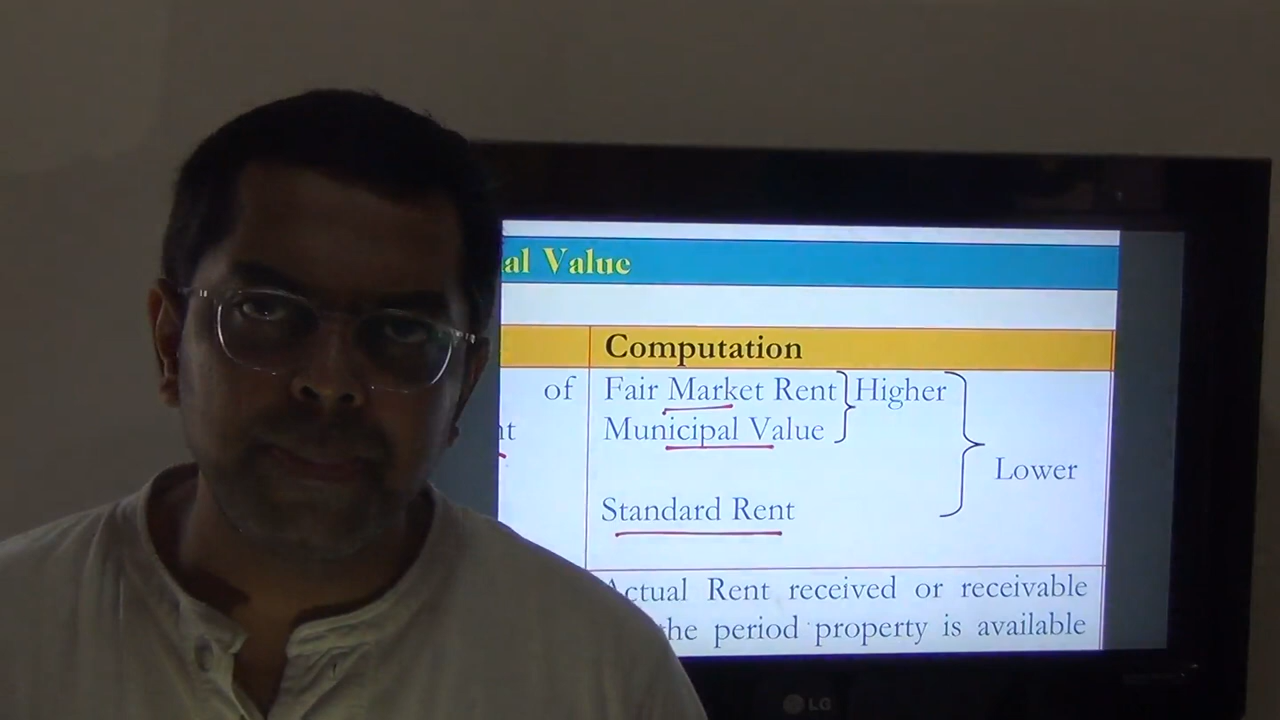 al Value
Computation
of Fair Market Rent Higher
nt Municipal Value
Lower
Standard Rent
Actual Rent received or receivable
the period property is available
LG